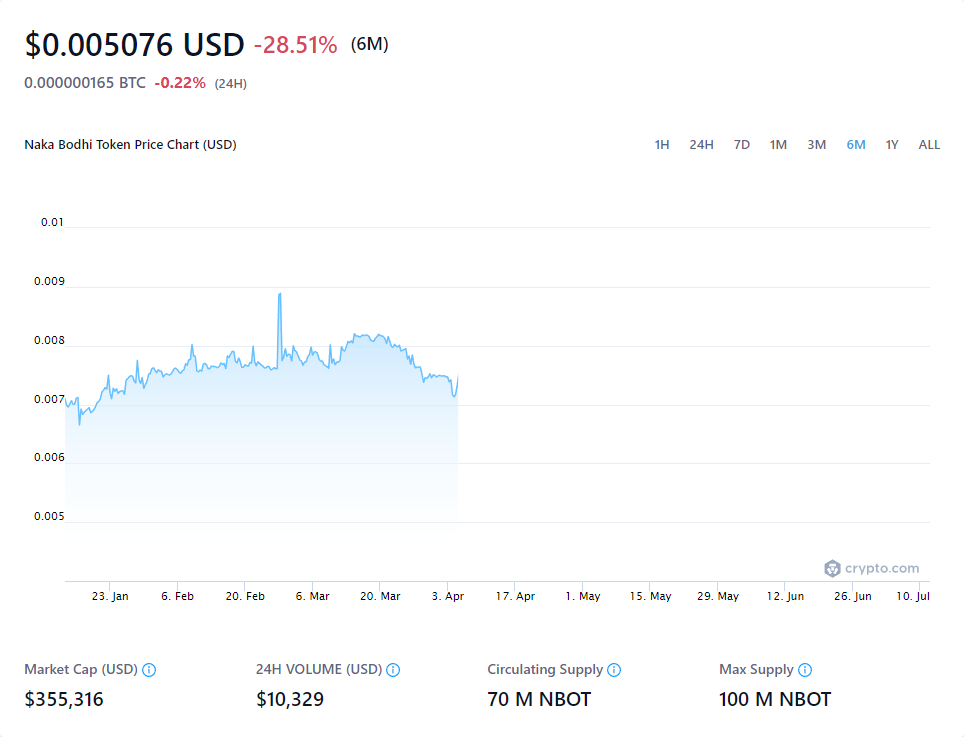 $0.005076 USD -28.51% (6M)
0.000000165 BTC -0.22% (24H)
Naka Bodhi Token Price Chart (USD) 1H 24H 7D 1M 3M 6M 1Y ALL
0.01
0.009
0.008
0.007
0.006
0.005
crypto.com
23. Jan 6. Feb 20. Feb 6. Mar 20. Mar 3. Apr 17. Apr 1. May 15. May 29. May 12. Jun 26. Jun 10. Jul
Market Cap (USD) 24H VOLUME (USD) Circulating Supply Max Supply
$355,316 $10,329 70 M NBOT 100 M NBOT